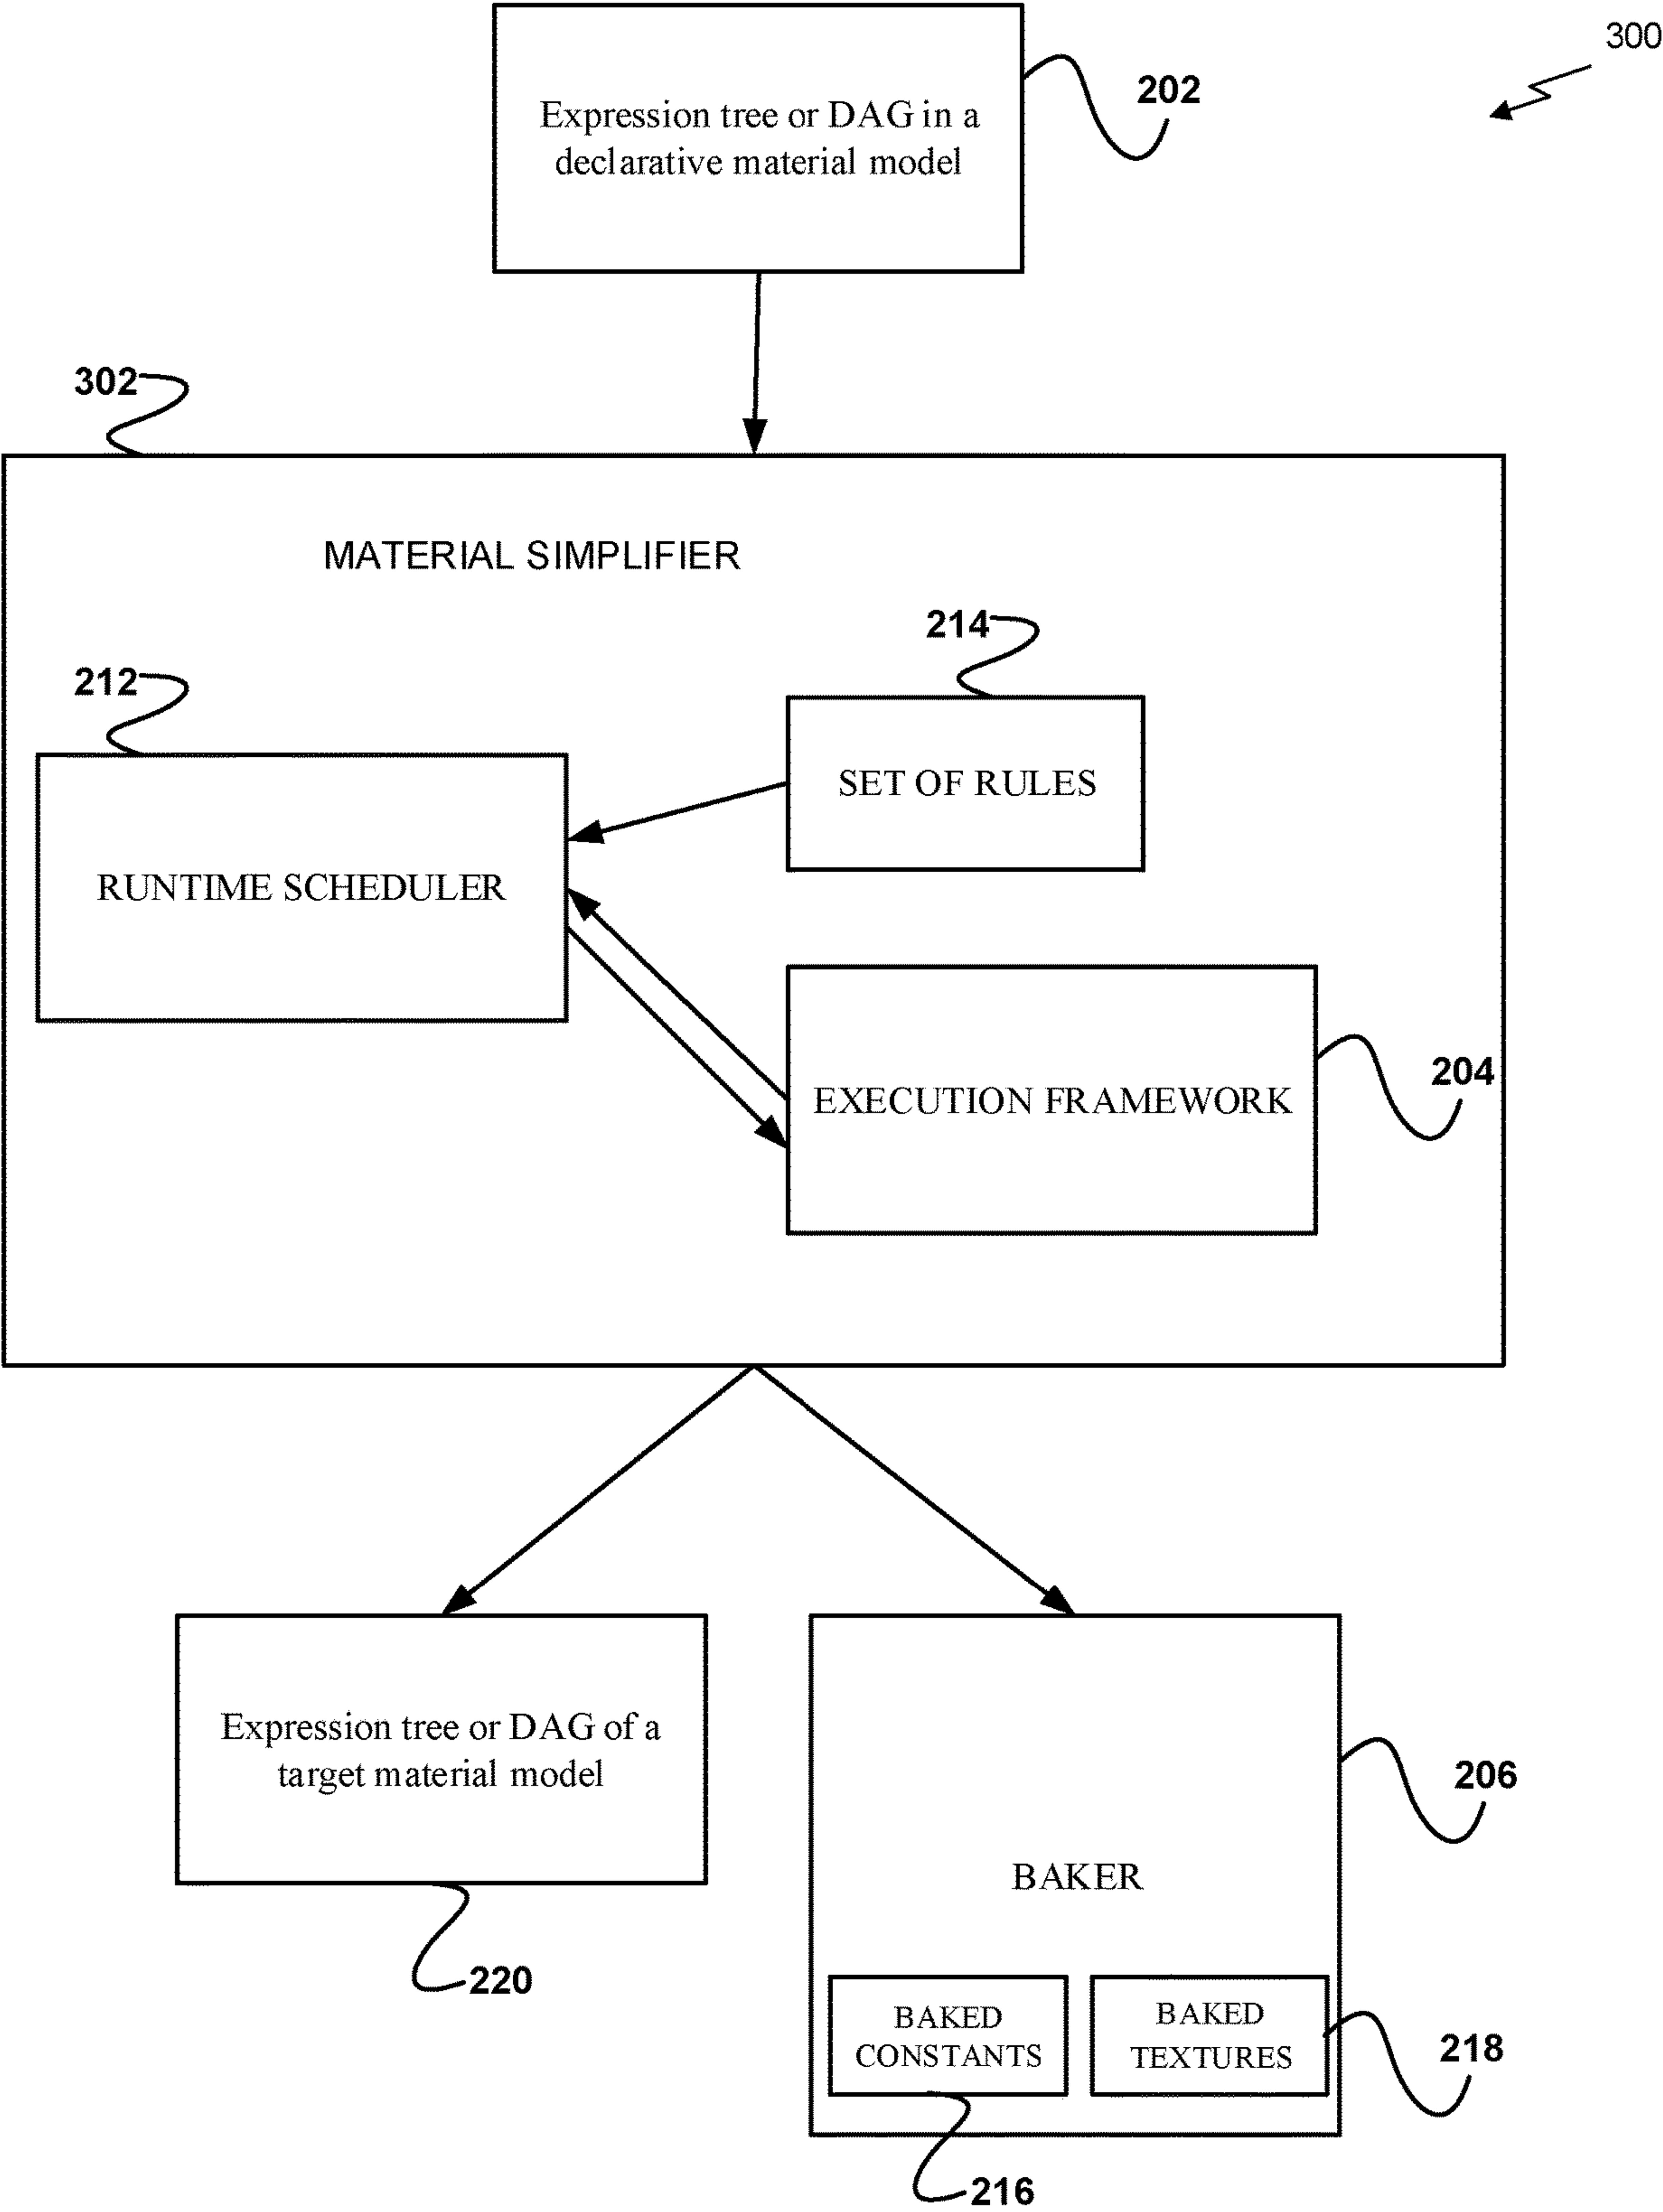 300
202
Expression tree or DAG in a
declarative material model
302
MATERIAL SIMPLIFIER
214
212
SET OF RULES
RUNTIME SCHEDULER
204
EXECUTION FRAMEWORK
Expression tree or DAG of a
target material model
206
BAKER
220
BAKED
CONSTANTS
BAKED
TEXTURES
218
216